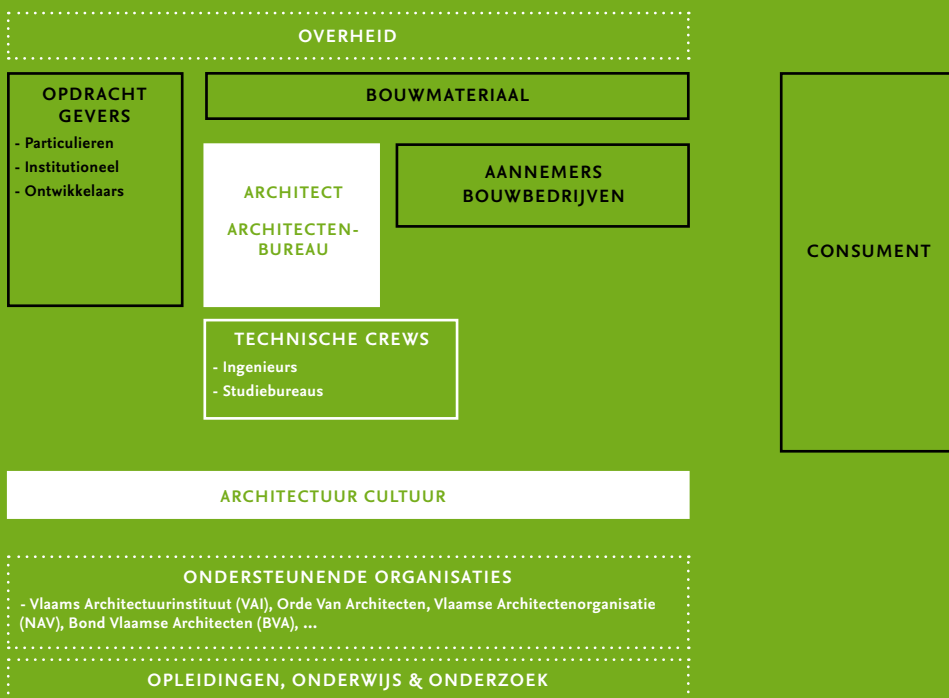 OVERHEID
OPDRACHT
GEVERS
- Particulieren
- Institutioneel
- Ontwikkelaars
BOUWMATERIAAL
ARCHITECT
ARCHITECTEN-
BUREAU
AANNEMERS
BOUWBEDRIJVEN
CONSUMENT
TECHNISCHE CREWS
- Ingenieurs
- Studiebureaus
ARCHITECTUUR CULTUUR
ONDERSTEUNENDE ORGANISATIES
- Vlaams Architectuurinstituut (VAI), Orde Van Architecten, Vlaamse Architectenorganisatie
(NAV), Bond Vlaamse Architecten (BVA), ...
OPLEIDINGEN, ONDERWIJS & ONDERZOEK